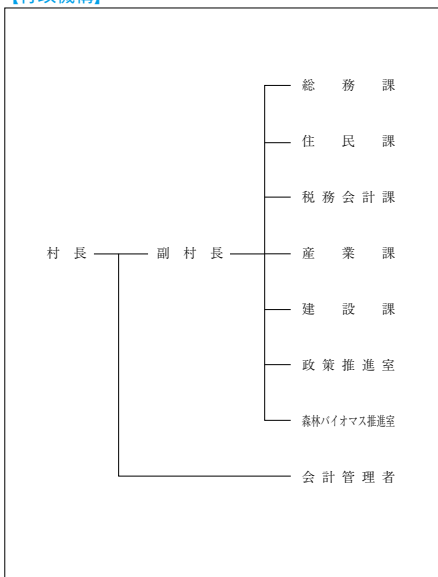 【行政機構】
総務課
住民課
税務会計課
村長 副村長 産業課
建設課
政策推進室
森林バイオマス推進室
会計管理者